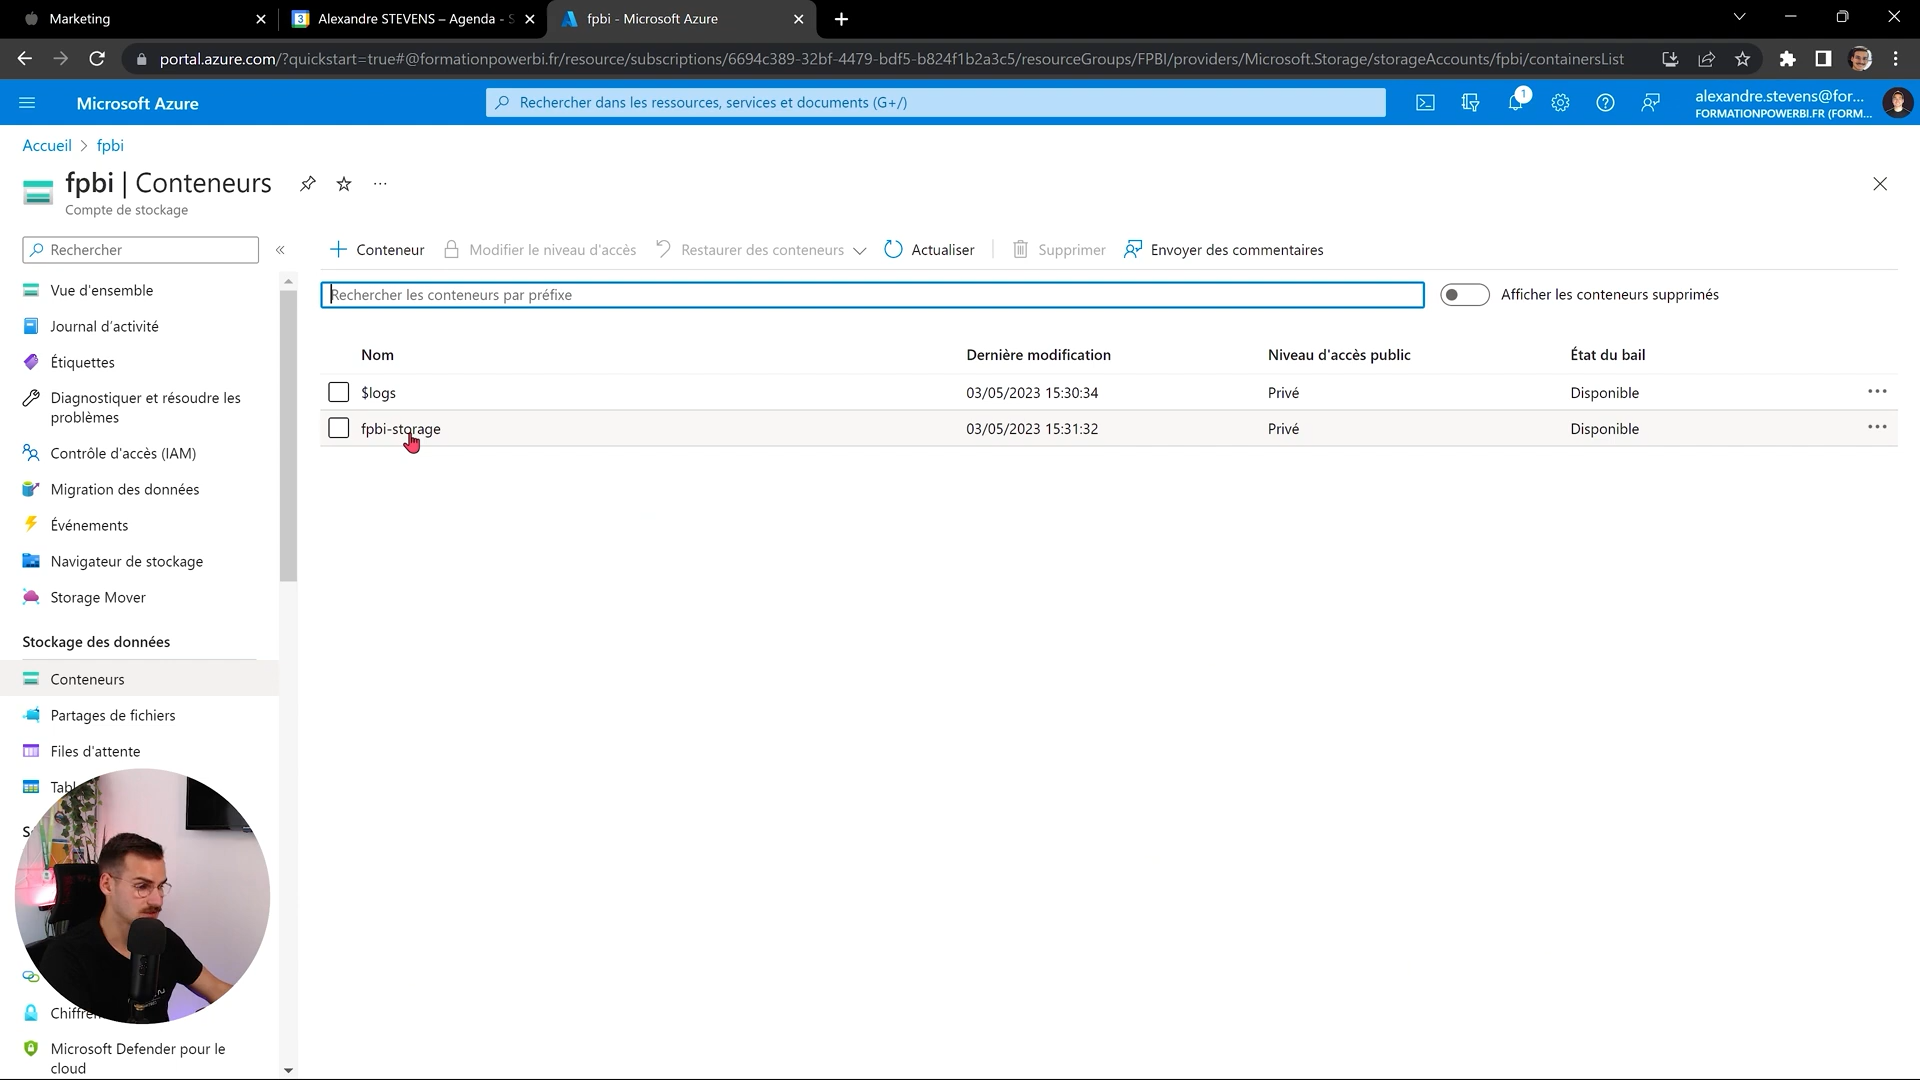 Marketing
Alexandre STEVENS – Agenda - S
fpbi - Microsoft Azure
portal.azure.com/?quickstart=true#@formationpowerbi.fr/resource/subscriptions/6694c389-32bf-4479-bdf5-b824f1b2a3c5/resourceGroups/FPBI/providers/Microsoft.Storage/storageAccounts/fpbi/containersList
Microsoft Azure
Rechercher dans les ressources, services et documents (G+/)
1
alexandre.stevens@for...
FORMATIONPOWERBI.FR (FORM...
Accueil > fpbi
fpbi | Conteneurs
Compte de stockage
Rechercher
Conteneur
Modifier le niveau d'accès
Restaurer des conteneurs
Actualiser
Supprimer
Envoyer des commentaires
Rechercher les conteneurs par préfixe
Afficher les conteneurs supprimés
Nom Dernière modification Niveau d'accès public État du bail
$logs 03/05/2023 15:30:34 Privé Disponible
fpbi-storage 03/05/2023 15:31:32 Privé Disponible
Vue d'ensemble
Journal d'activité
Étiquettes
Diagnostiquer et résoudre les
problèmes
Contrôle d'accès (IAM)
Migration des données
Événements
Navigateur de stockage
Storage Mover
Stockage des données
Conteneurs
Partages de fichiers
Files d'attente
Tabl
S
Chiffrem
Microsoft Defender pour le
cloud